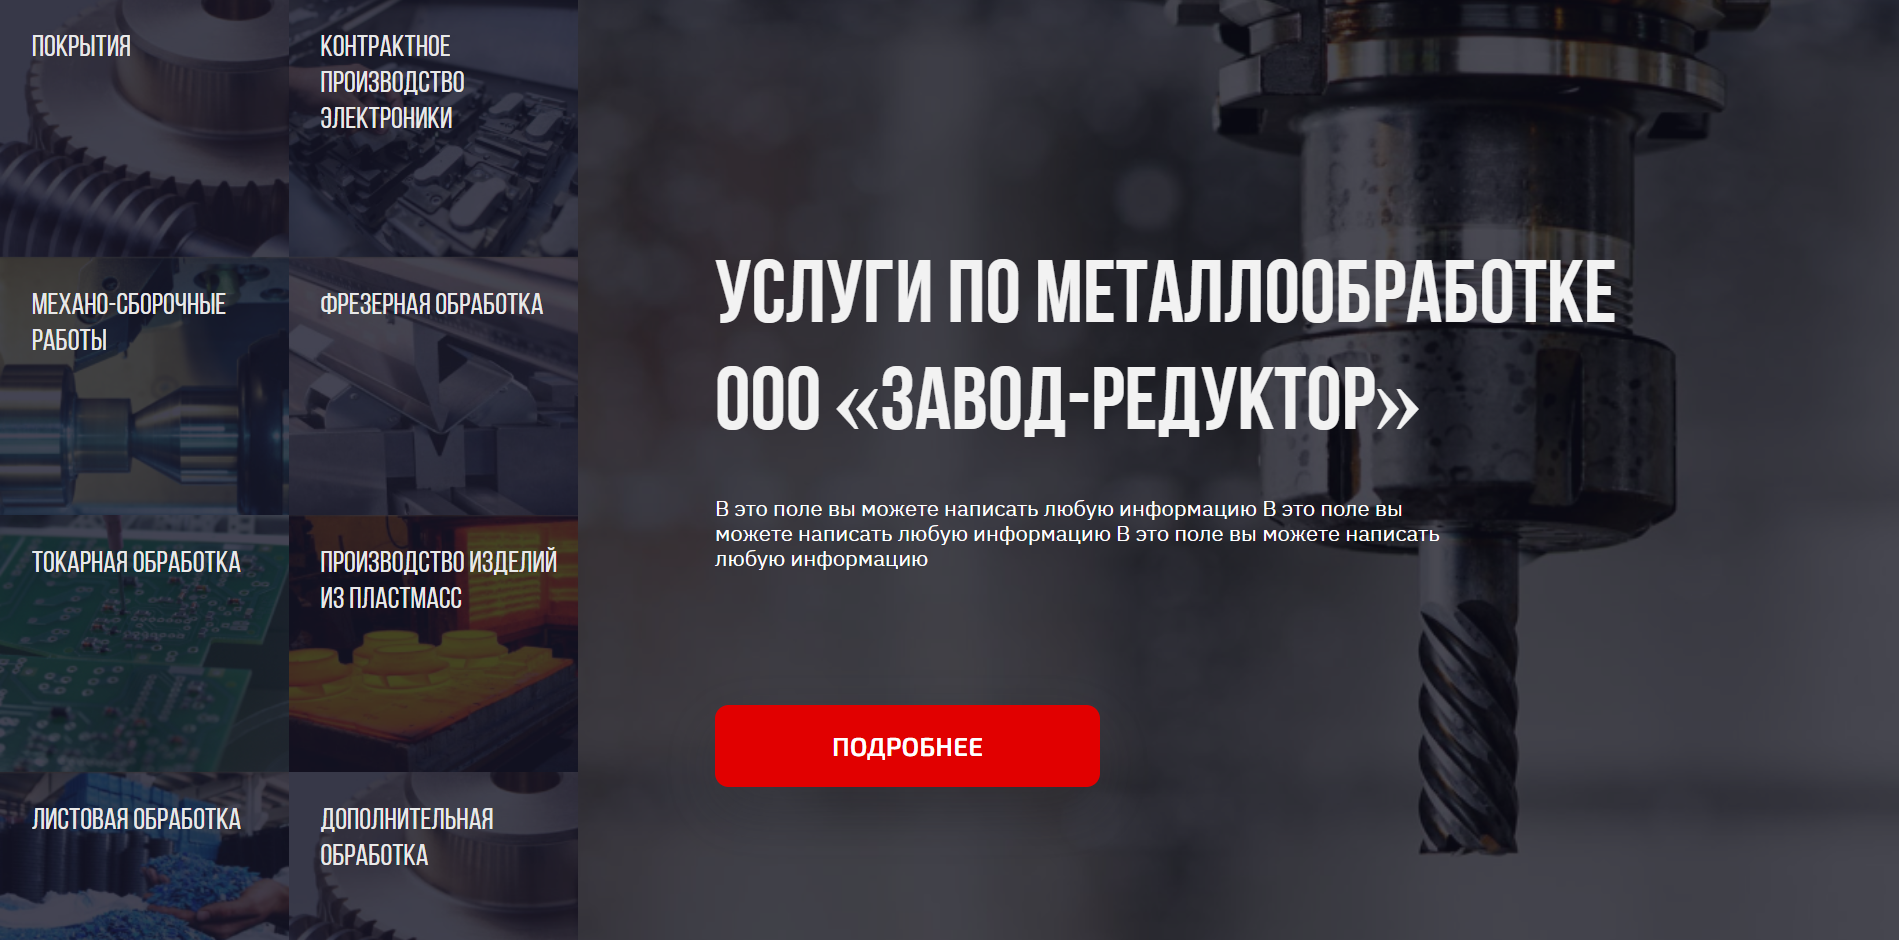 ПОКРЫТИЯ
КОНТРАКТНОЕ
ПРОИЗВОДСТВО
ЭЛЕКТРОНИКИ
МЕХАНО-СБОРОЧНЫЕ
РАБОТЫ
ФРЕЗЕРНАЯ ОБРАБОТКА
ТОКАРНАЯ ОБРАБОТКА
ПРОИЗВОДСТВО ИЗДЕЛИЙ
ИЗ ПЛАСТМАСС
ЛИСТОВАЯ ОБРАБОТКА
ДОПОЛНИТЕЛЬНАЯ
ОБРАБОТКА
УСЛУГИ ПО МЕТАЛЛООБРАБОТКЕ
ООО «ЗАВОД-РЕДУКТОР»
В это поле вы можете написать любую информацию В это поле вы
можете написать любую информацию В это поле вы можете написать
любую информацию
ПОДРОБНЕЕ